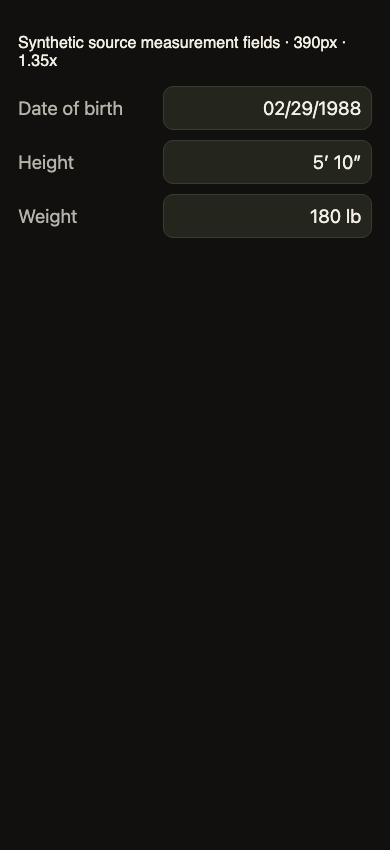 Synthetic source measurement fields · 390px ·
1.35x
Date of birth 02/29/1988
Height 5′ 10″
Weight 180 lb